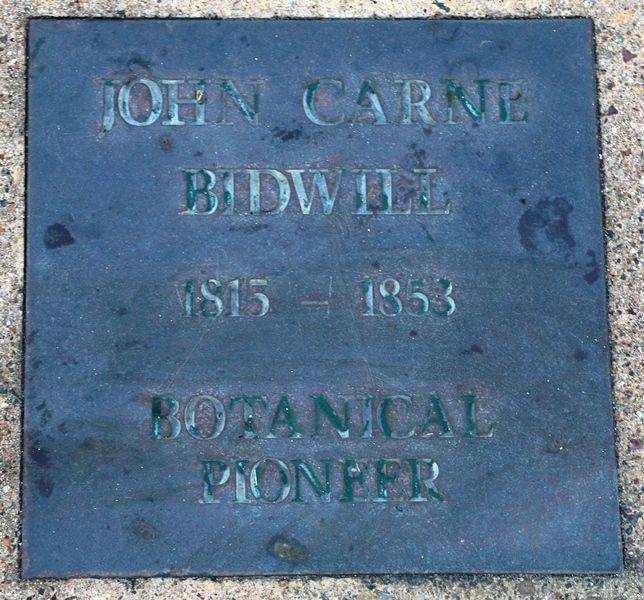 JOHN CARNE
BIDWILL
1815 – 1853
BOTANICAL
PIONEER